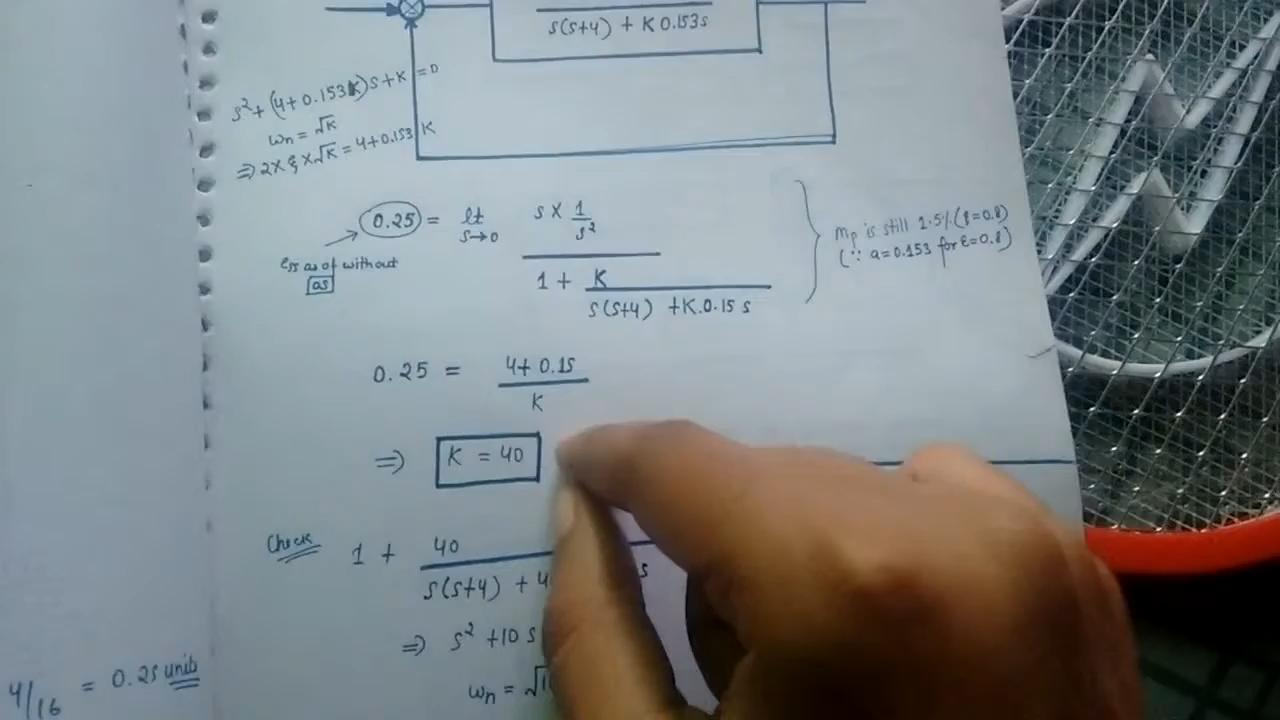 s(s+4) + K 0.153s
s² + (4+0.153K)s + K = 0
ωn = √K
⇒ 2 × ξ × √K = 4+0.153 K
0.25 = lt s→0 s × 1/s²
ess as of without
as
1 + K
s(s+4) + K.0.15 s
Mp is still 1.5% (ξ=0.8)
(∵ a=0.153 for ξ=0.8)
0.25 = 4+0.15
K
⇒ K = 40
Check 1 + 40
s(s+4) + 4 s
⇒ s² + 10 s
ωn = √
4/16 = 0.25 units